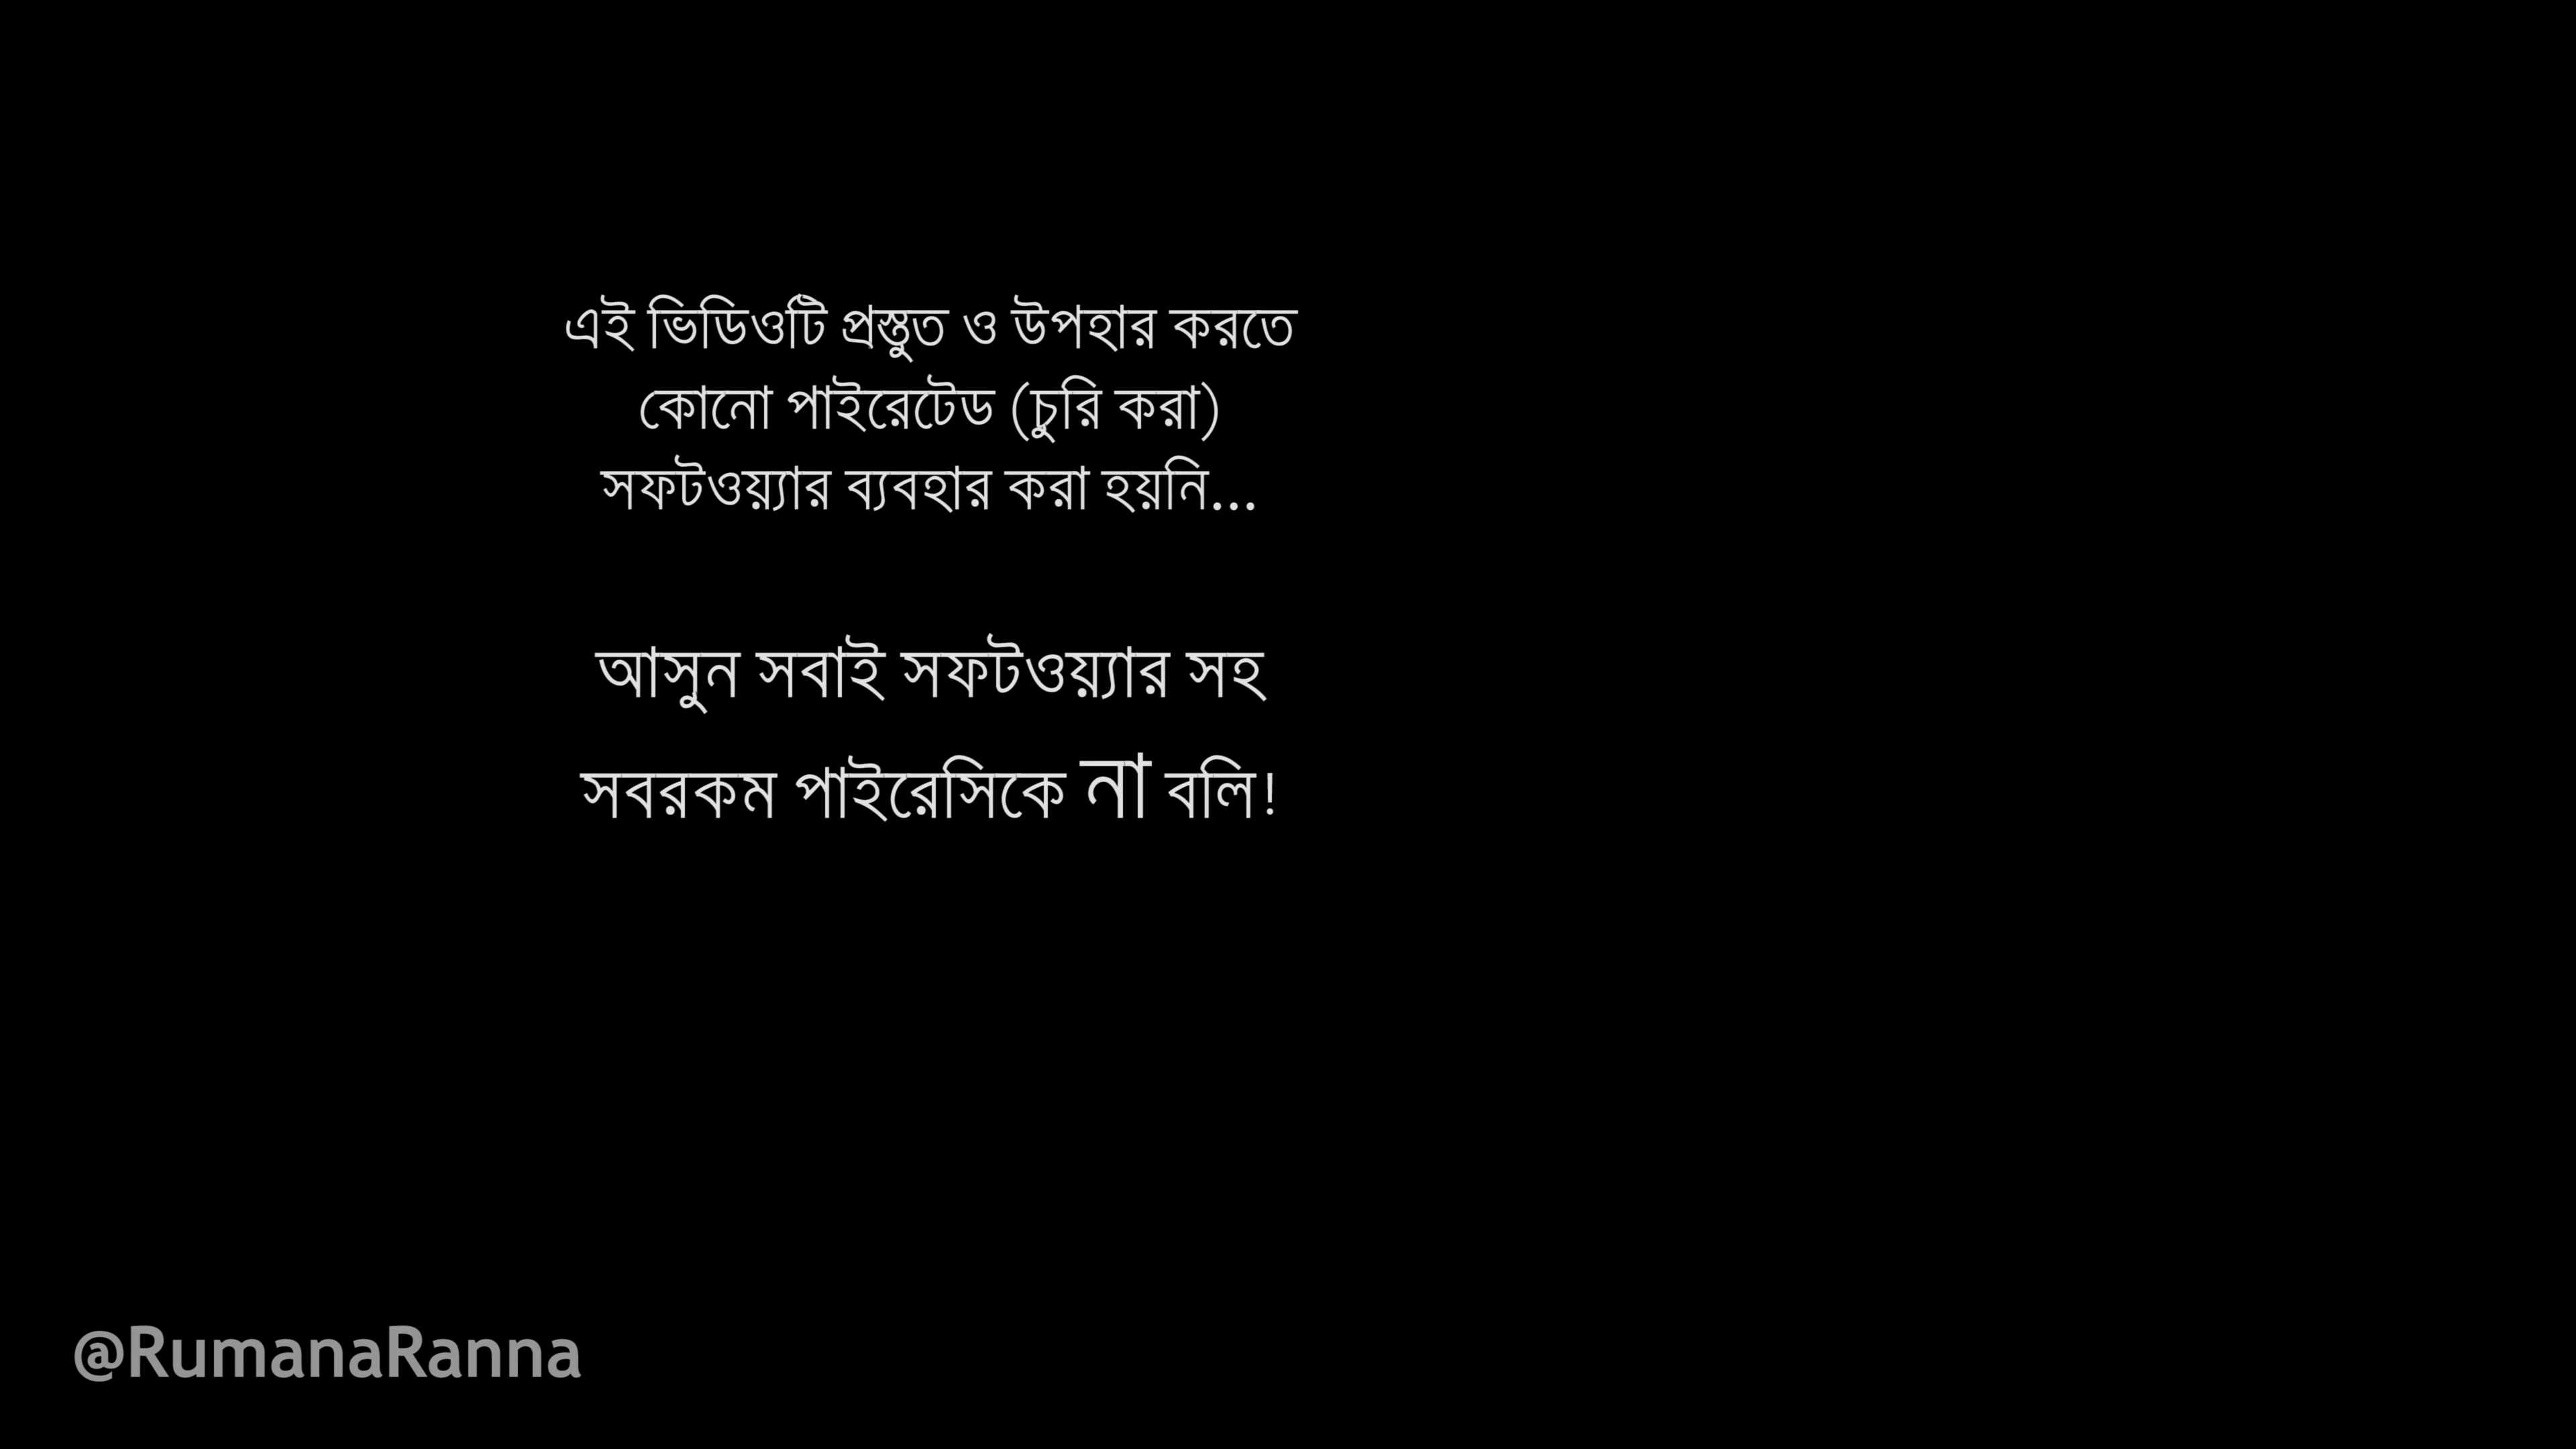 এই ভিডিওটি প্রস্তুত ও উপহার করতে
কোনো পাইরেটেড (চুরি করা)
সফটওয়্যার ব্যবহার করা হয়নি...
আসুন সবাই সফটওয়্যার সহ
সবরকম পাইরেসিকে না বলি!
@RumanaRanna